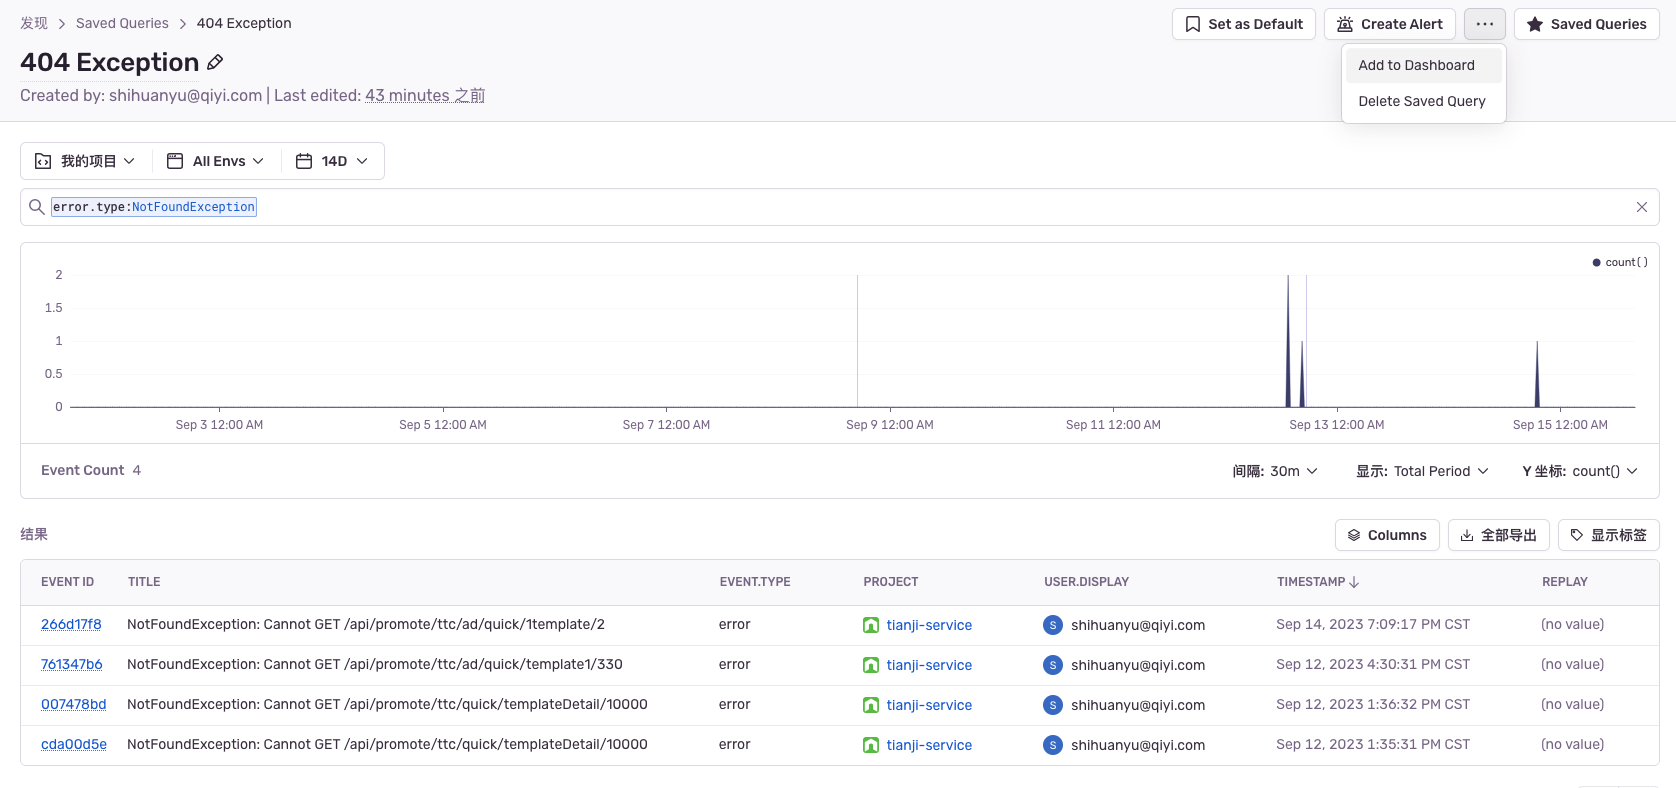 发现 > Saved Queries > 404 Exception
Set as Default
Create Alert
Saved Queries
404 Exception
Add to Dashboard
Created by: shihuanyu@qiyi.com | Last edited: 43 minutes 之前
Delete Saved Query
我的项目
All Envs
14D
error.type:NotFoundException
count()
2
1.5
1
0.5
0
Sep 3 12:00 AM
Sep 5 12:00 AM
Sep 7 12:00 AM
Sep 9 12:00 AM
Sep 11 12:00 AM
Sep 13 12:00 AM
Sep 15 12:00 AM
Event Count 4
间隔: 30m
显示: Total Period
Y 坐标: count()
结果
Columns
全部导出
显示标签
EVENT ID TITLE EVENT.TYPE PROJECT USER.DISPLAY TIMESTAMP REPLAY
266d17f8 NotFoundException: Cannot GET /api/promote/ttc/ad/quick/1template/2 error tianji-service S shihuanyu@qiyi.com Sep 14, 2023 7:09:17 PM CST (no value)
761347b6 NotFoundException: Cannot GET /api/promote/ttc/ad/quick/template1/330 error tianji-service S shihuanyu@qiyi.com Sep 12, 2023 4:30:31 PM CST (no value)
007478bd NotFoundException: Cannot GET /api/promote/ttc/quick/templateDetail/10000 error tianji-service S shihuanyu@qiyi.com Sep 12, 2023 1:36:32 PM CST (no value)
cda00d5e NotFoundException: Cannot GET /api/promote/ttc/quick/templateDetail/10000 error tianji-service S shihuanyu@qiyi.com Sep 12, 2023 1:35:31 PM CST (no value)